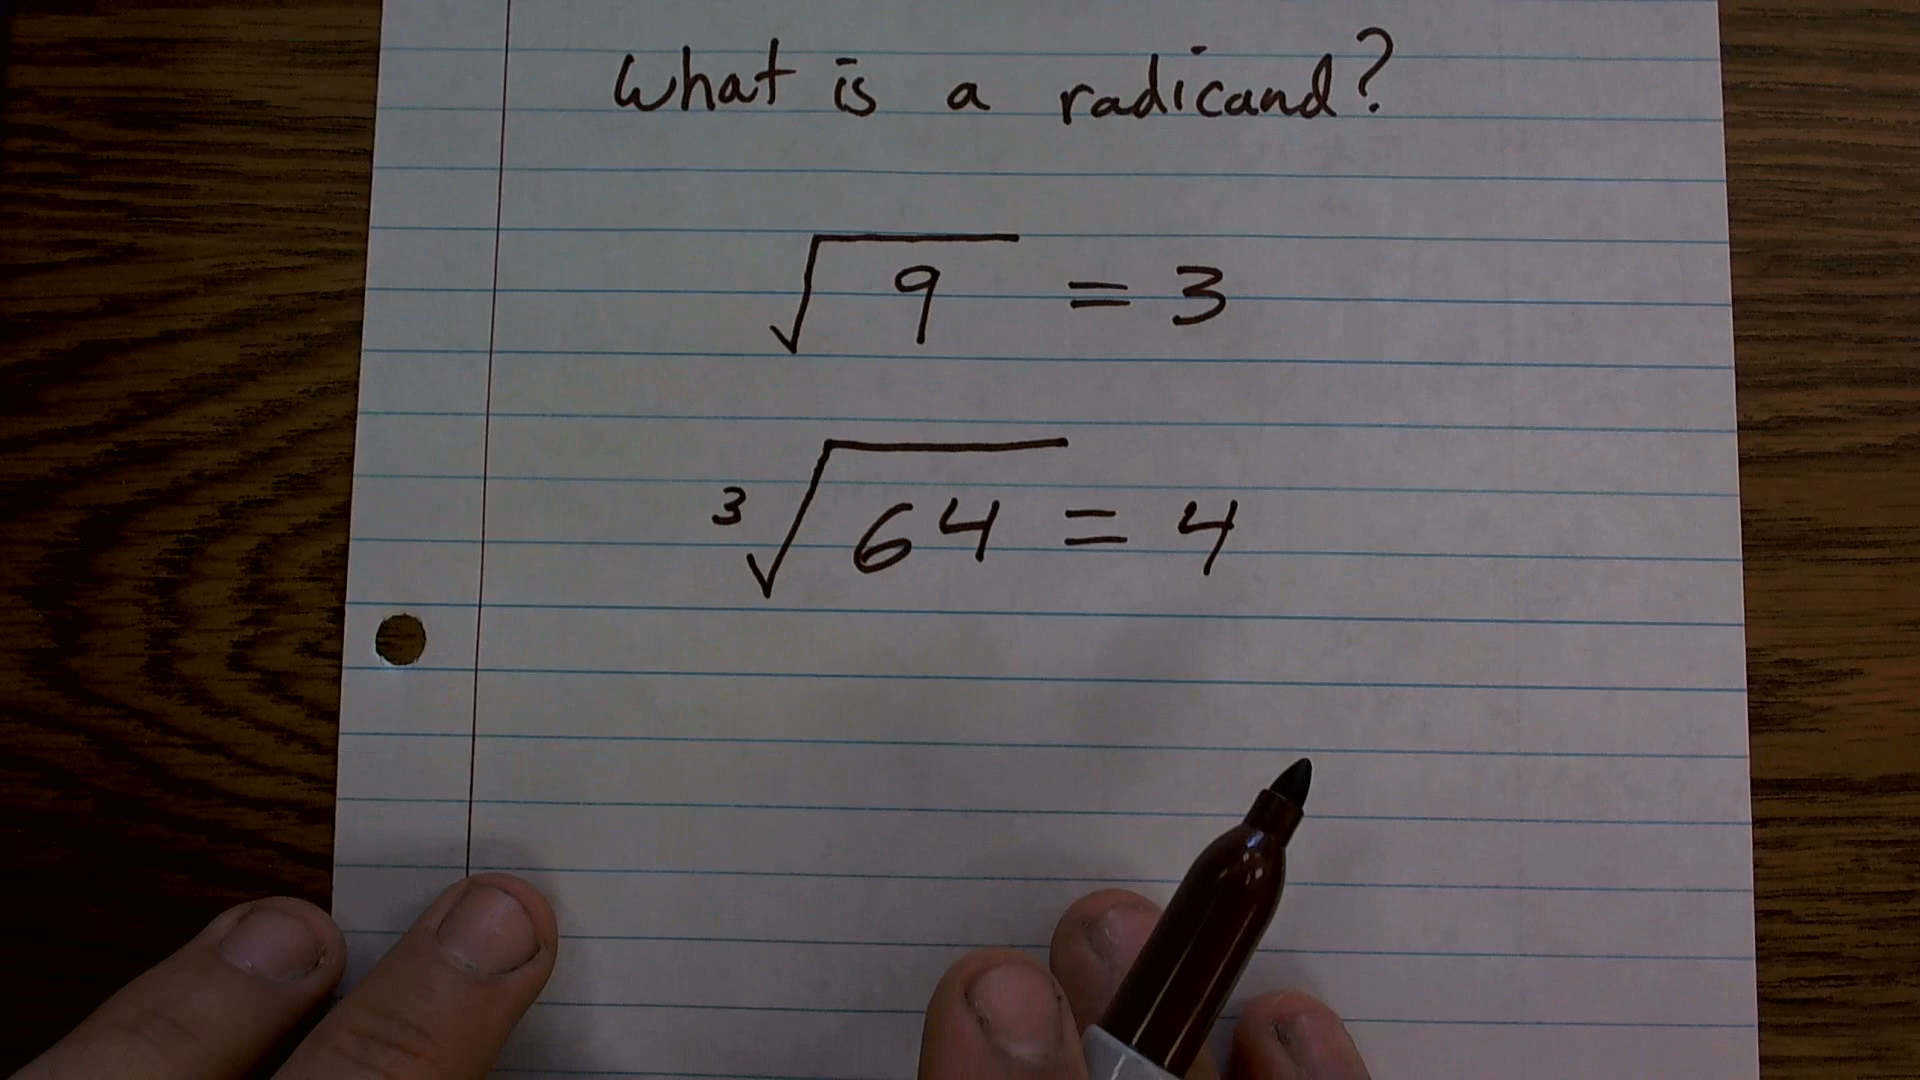 What is a radicand?
√9 = 3
³√64 = 4